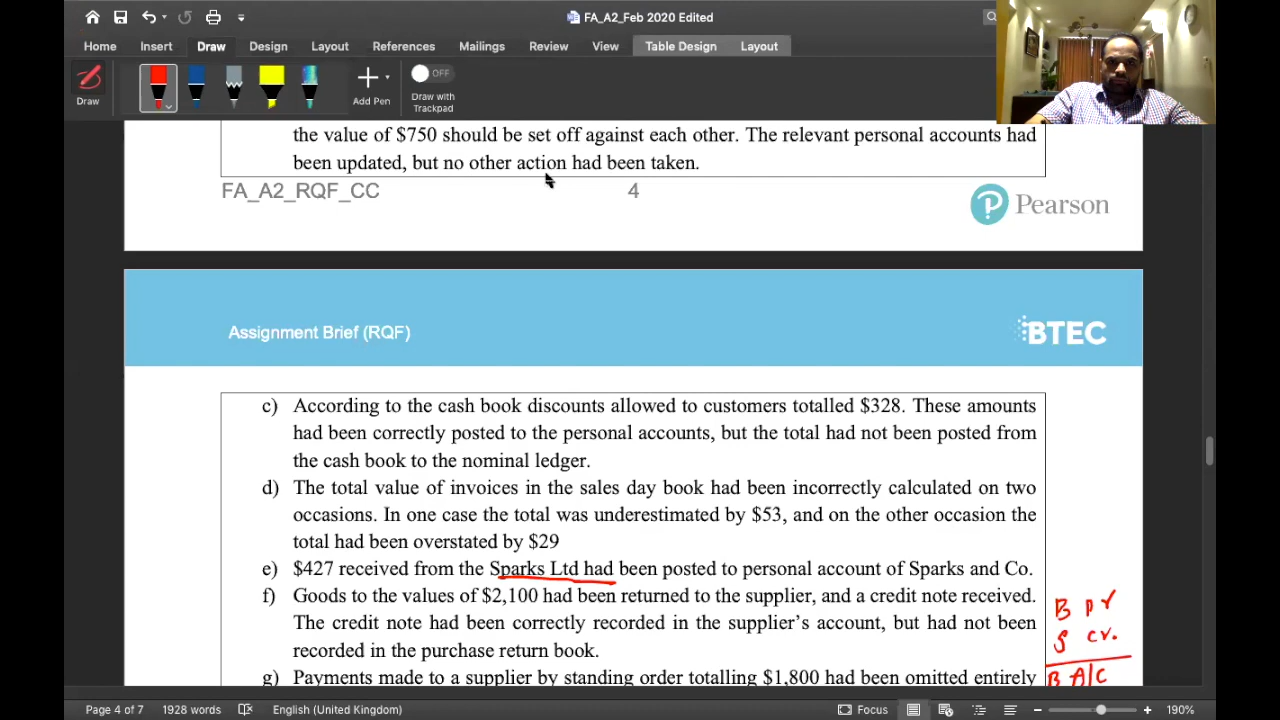 FA_A2_Feb 2020 Edited
Home Insert Draw Design Layout References Mailings Review View Table Design Layout
Draw
Add Pen
OFF
Draw with
Trackpad
the value of $750 should be set off against each other. The relevant personal accounts had
been updated, but no other action had been taken.
FA_A2_RQF_CC 4
Pearson
Assignment Brief (RQF)
BTEC
c) According to the cash book discounts allowed to customers totalled $328. These amounts
had been correctly posted to the personal accounts, but the total had not been posted from
the cash book to the nominal ledger.
d) The total value of invoices in the sales day book had been incorrectly calculated on two
occasions. In one case the total was underestimated by $53, and on the other occasion the
total had been overstated by $29
e) $427 received from the Sparks Ltd had been posted to personal account of Sparks and Co.
f) Goods to the values of $2,100 had been returned to the supplier, and a credit note received.
The credit note had been correctly recorded in the supplier's account, but had not been
recorded in the purchase return book.
g) Payments made to a supplier by standing order totalling $1,800 had been omitted entirely
B
cr.
B A/C
Page 4 of 7 1928 words English (United Kingdom) Focus 190%